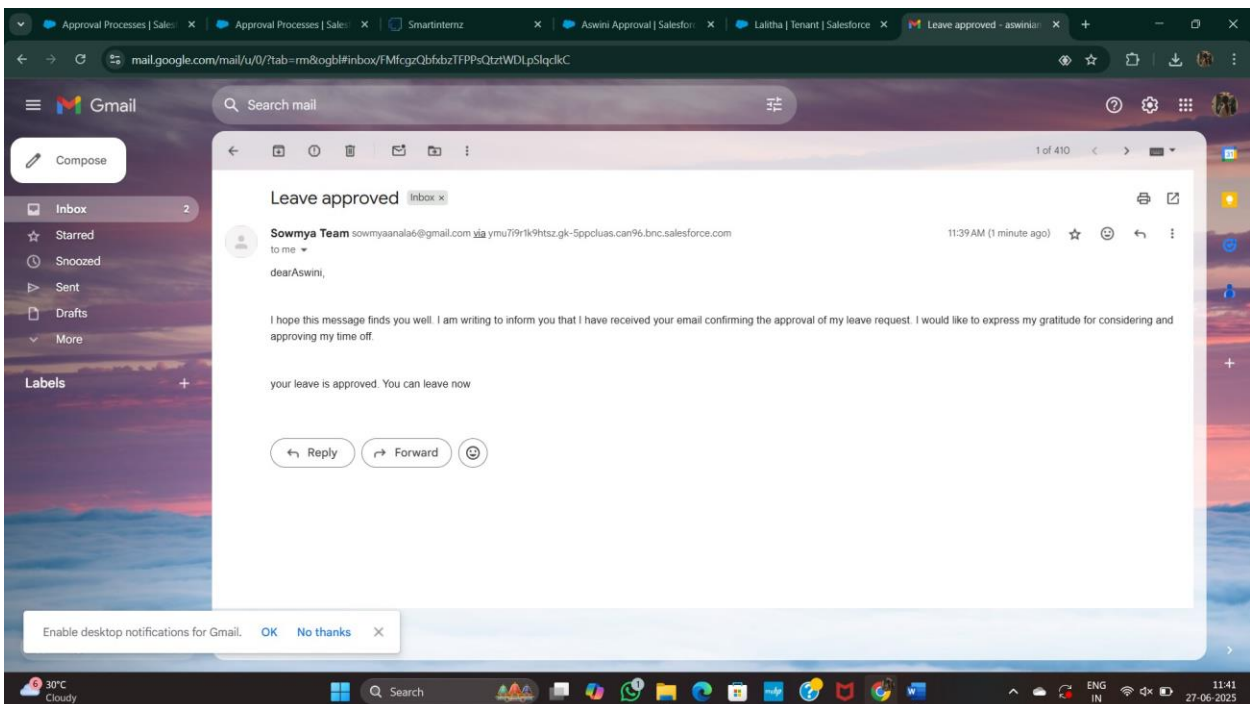 Approval Processes | Sales
Approval Processes | Sales
Smartinternz
Aswini Approval | Salesforc
Lalitha | Tenant | Salesforce
Leave approved - aswinian
mail.google.com/mail/u/0/?tab=rm&ogbl#inbox/FMfcgzQbfxbzTFPPsQtztWDLpSlqclkC
Gmail
Search mail
Compose
1 of 410
31
Leave approved Inbox ×
Inbox 2
Starred
Snoozed
Sent
Drafts
More
Labels
Sowmya Team sowmyaanala6@gmail.com via ymu7i9r1k9htsz.gk-5ppcluas.can96.bnc.salesforce.com
11:39 AM (1 minute ago)
to me
dearAswini,
I hope this message finds you well. I am writing to inform you that I have received your email confirming the approval of my leave request. I would like to express my gratitude for considering and
approving my time off.
your leave is approved. You can leave now
Reply
Forward
Enable desktop notifications for Gmail. OK No thanks
6
30°C
Cloudy
Search
ENG
IN
11:41
27-06-2025